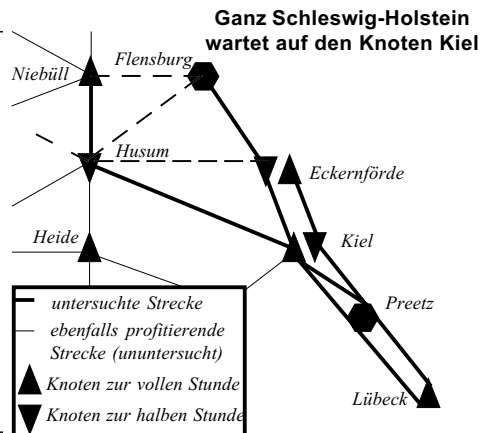 Ganz Schleswig-Holstein
wartet auf den Knoten Kiel
Flensburg
Niebüll
Husum
Eckernförde
Heide
Kiel
Preetz
Lübeck
untersuchte Strecke
ebenfalls profitierende
Strecke (ununtersucht)
Knoten zur vollen Stunde
Knoten zur halben Stunde